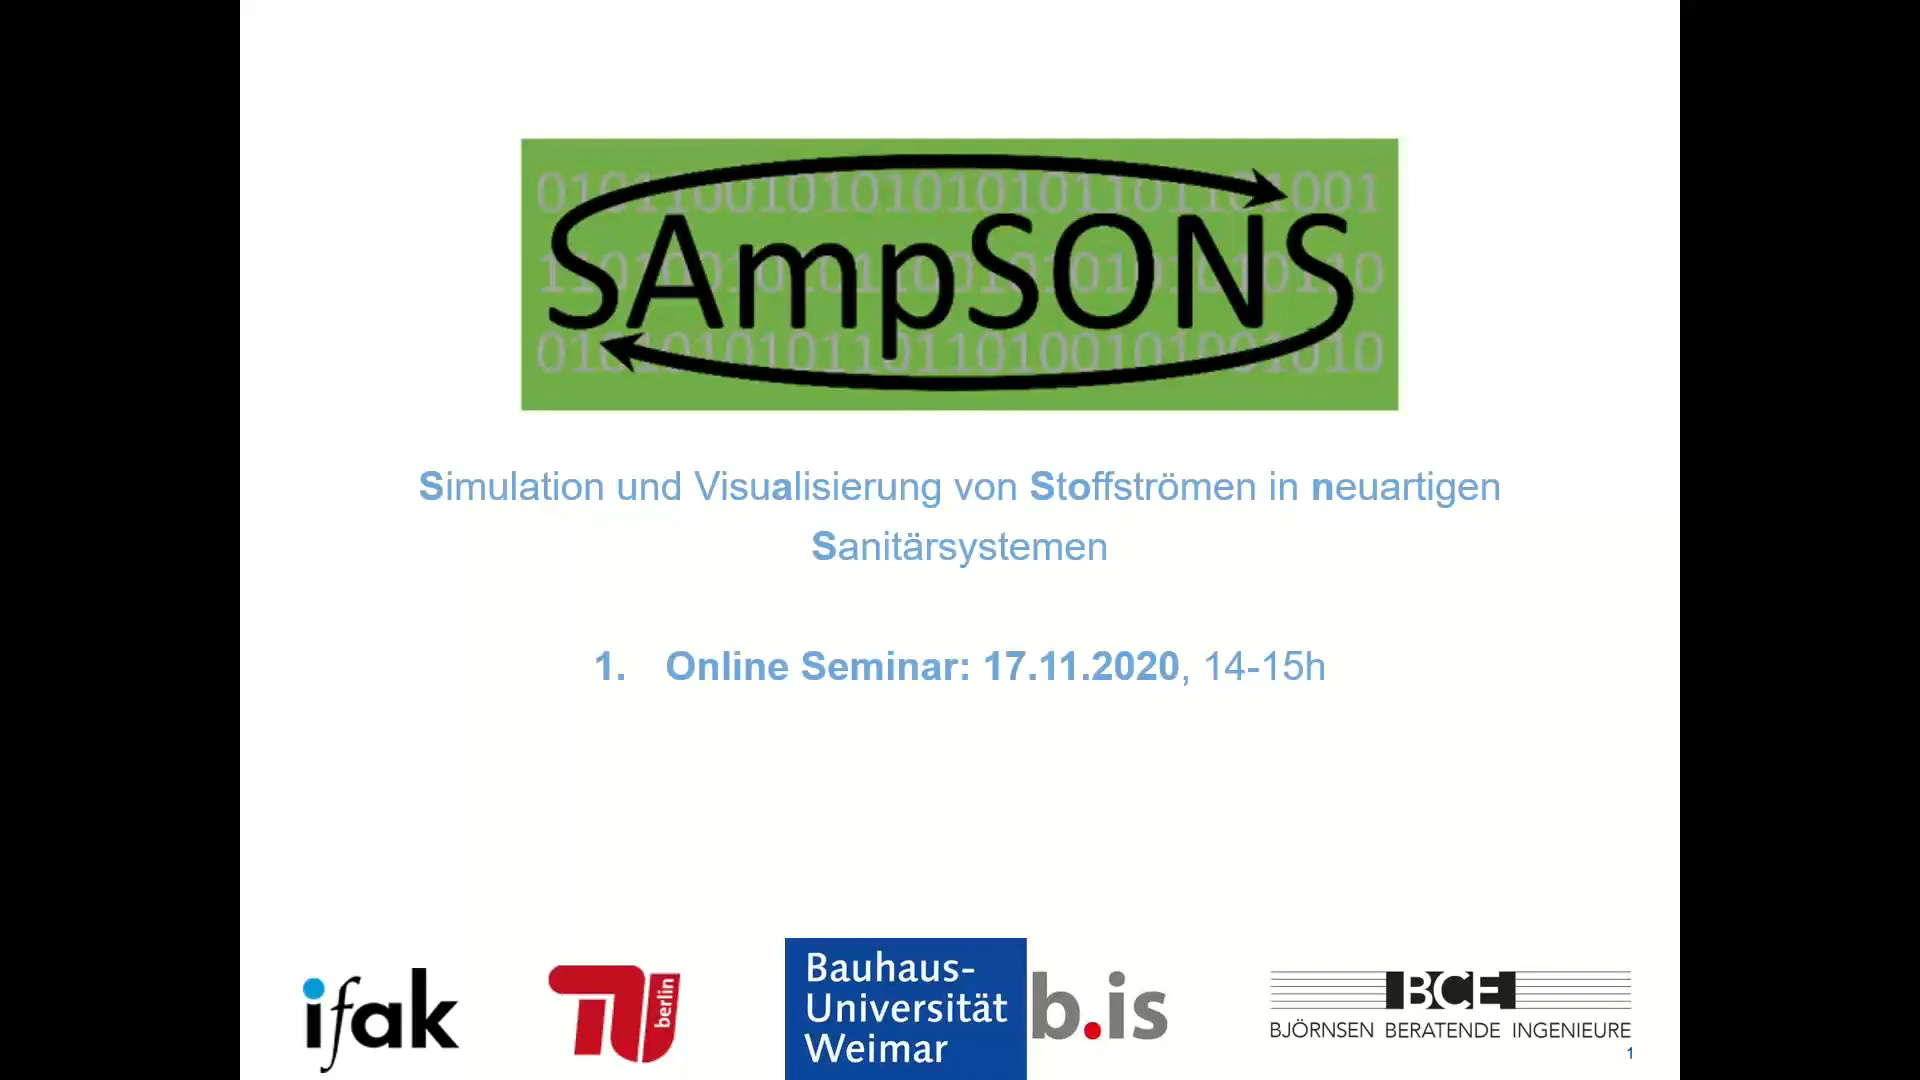 SAmpSONS
Simulation und Visualisierung von Stoffströmen in neuartigen
Sanitärsystemen
1. Online Seminar: 17.11.2020, 14-15h
ifak
TU berlin
Bauhaus-
Universität
Weimar
b.is
BCE
BJÖRNSEN BERATENDE INGENIEURE
1